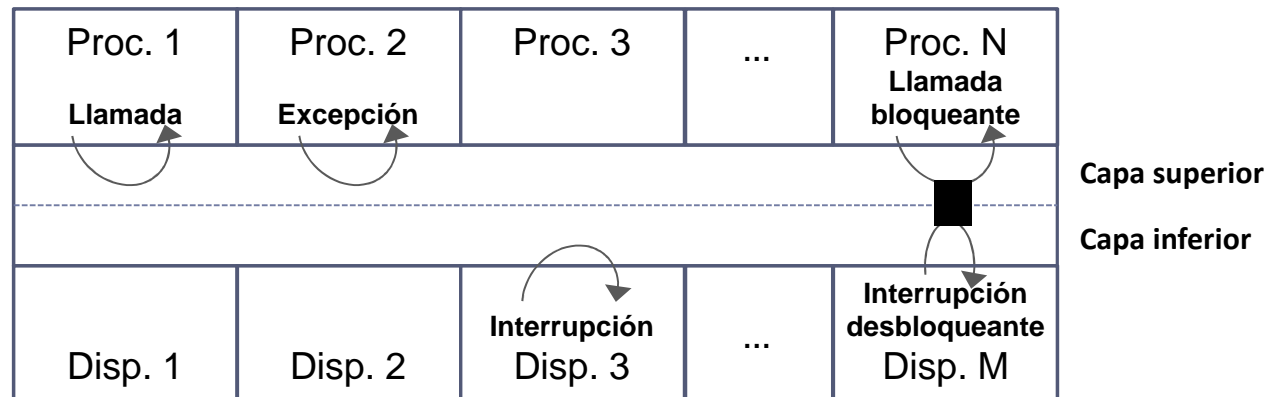 Proc. 1
Proc. 2
Proc. 3
...
Proc. N
Llamada
Excepción
Llamada
bloqueante
Capa superior
Capa inferior
Interrupción
Interrupción
desbloqueante
Disp. 1
Disp. 2
Disp. 3
...
Disp. M